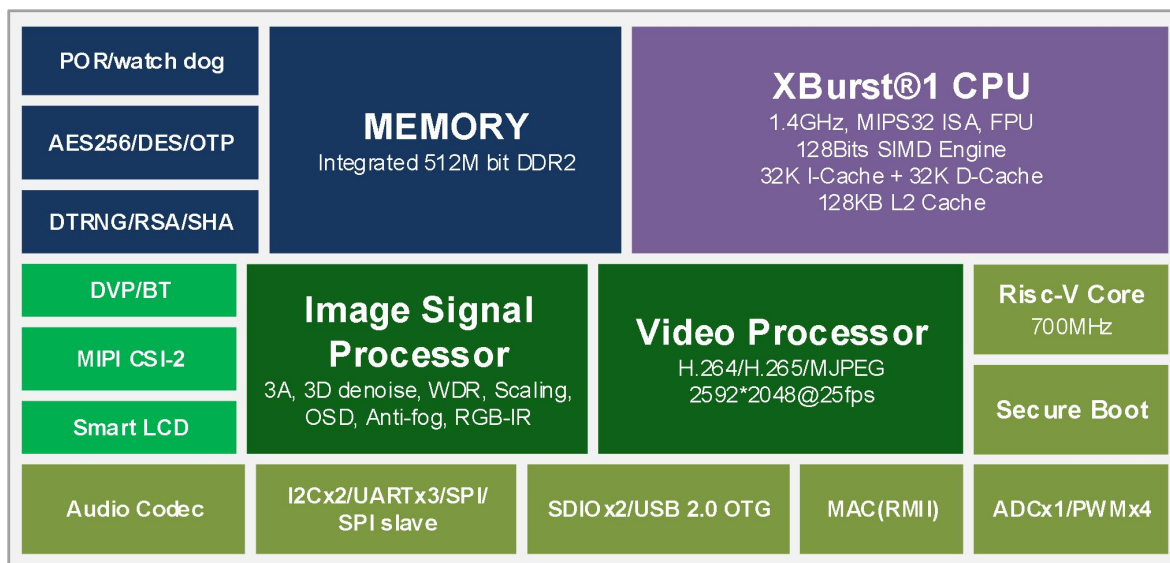 POR/watch dog
AES256/DES/OTP
DTRNG/RSA/SHA
MEMORY
Integrated 512M bit DDR2
XBurst®1 CPU
1.4GHz, MIPS32 ISA, FPU
128Bits SIMD Engine
32K I-Cache + 32K D-Cache
128KB L2 Cache
DVP/BT
MIPI CSI-2
Smart LCD
Image Signal
Processor
3A, 3D denoise, WDR, Scaling,
OSD, Anti-fog, RGB-IR
Video Processor
H.264/H.265/MJPEG
2592*2048@25fps
Risc-V Core
700MHz
Secure Boot
Audio Codec
I2Cx2/UARTx3/SPI/
SPI slave
SDIOx2/USB 2.0 OTG
MAC(RMII)
ADCx1/PWMx4